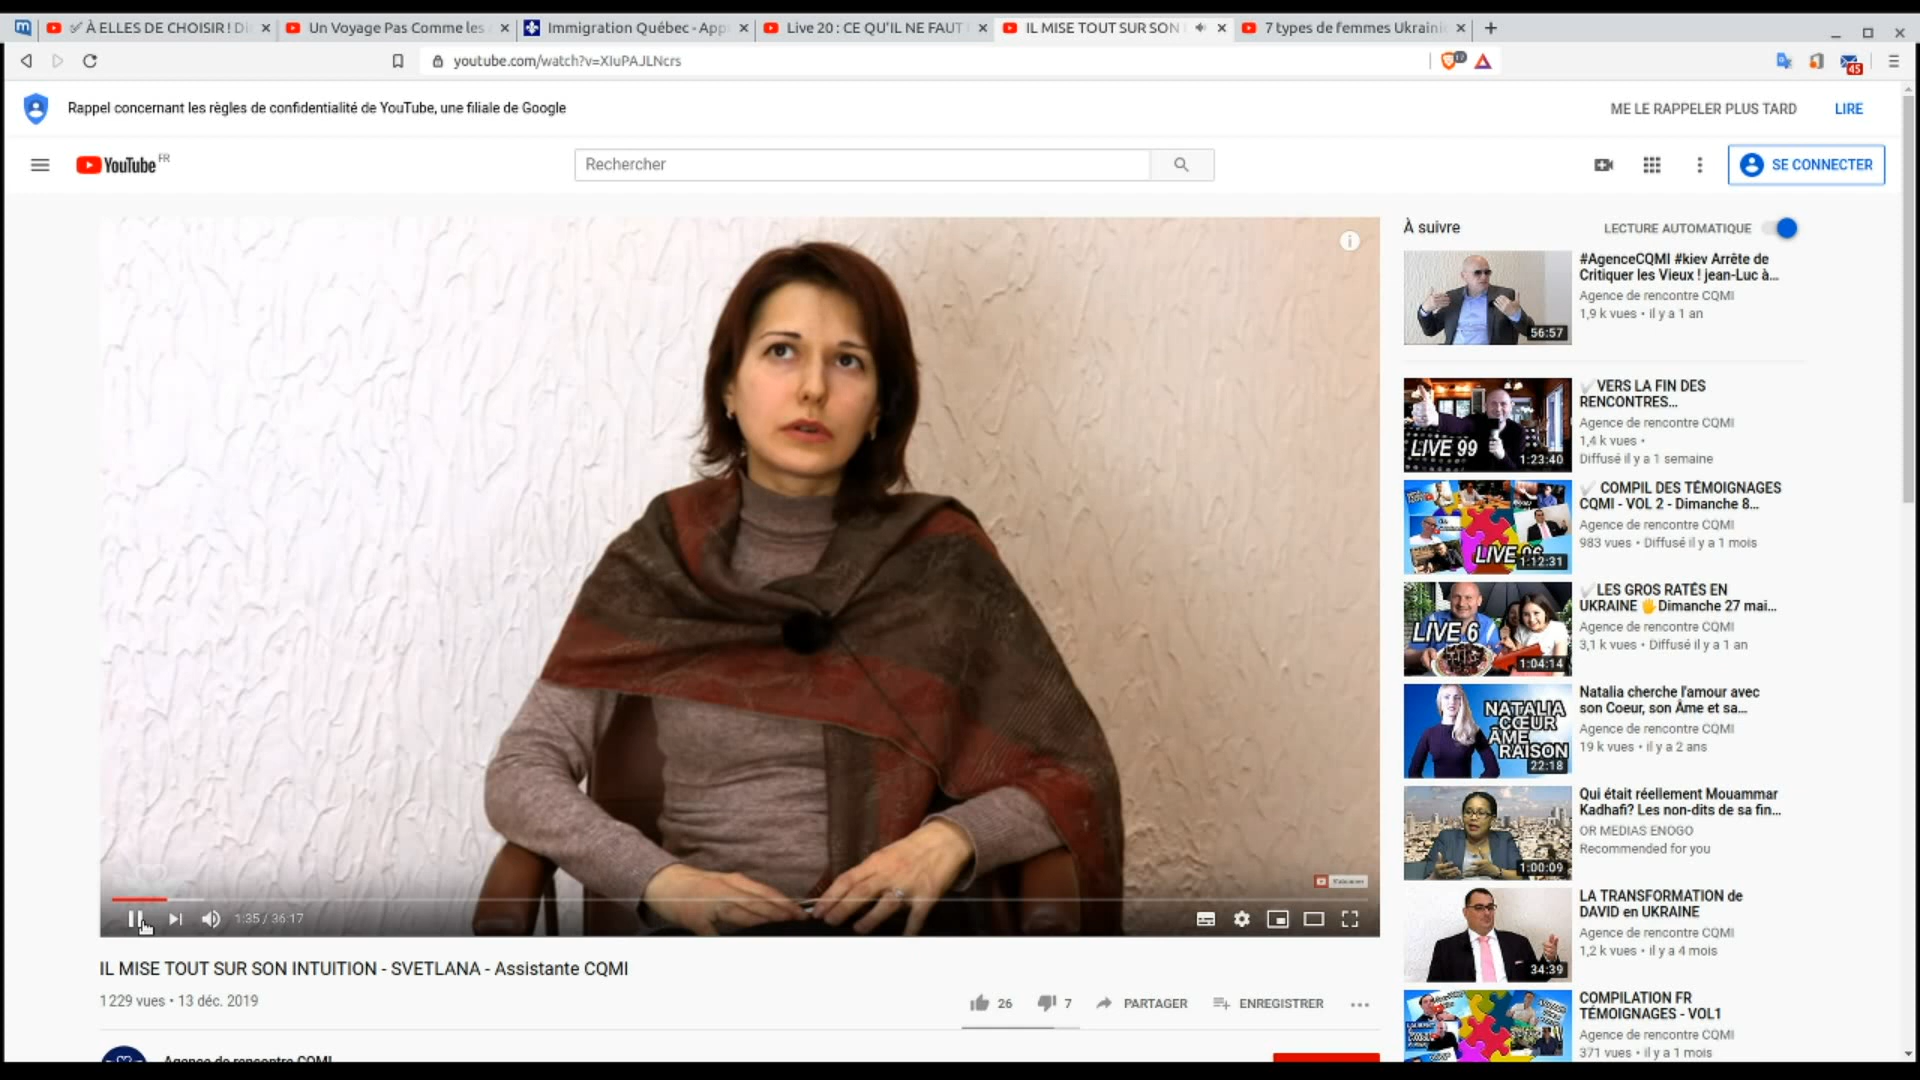 ✅ À ELLES DE CHOISIR !
Un Voyage Pas Comme les
Immigration Québec - App
Live 20 : CE QU'IL NE FAUT
IL MISE TOUT SUR SON
7 types de femmes Ukraini
youtube.com/watch?v=XIuPAJLNcrs
17
45
Rappel concernant les règles de confidentialité de YouTube, une filiale de Google
ME LE RAPPELER PLUS TARD
LIRE
YouTube FR
Rechercher
SE CONNECTER
1:35 / 36:17
IL MISE TOUT SUR SON INTUITION - SVETLANA - Assistante CQMI
1 229 vues • 13 déc. 2019
26
7
PARTAGER
ENREGISTRER
Agence de rencontre CQMI
À suivre
LECTURE AUTOMATIQUE
56:57
#AgenceCQMI #kiev Arrête de
Critiquer les Vieux ! jean-Luc à...
Agence de rencontre CQMI
1,9 k vues • il y a 1 an
LIVE 99
1:23:40
✅VERS LA FIN DES
RENCONTRES...
Agence de rencontre CQMI
1,4 k vues •
Diffusé il y a 1 semaine
LIVE 96
1:12:31
✅ COMPIL DES TÉMOIGNAGES
CQMI - VOL 2 - Dimanche 8...
Agence de rencontre CQMI
983 vues • Diffusé il y a 1 mois
LIVE 6
1:04:14
✅LES GROS RATÉS EN
UKRAINE 🖐Dimanche 27 mai...
Agence de rencontre CQMI
3,1 k vues • Diffusé il y a 1 an
NATALIA
CŒUR
ÂME
RAISON
22:18
Natalia cherche l'amour avec
son Coeur, son Âme et sa...
Agence de rencontre CQMI
19 k vues • il y a 2 ans
1:00:09
Qui était réellement Mouammar
Kadhafi? Les non-dits de sa fin...
OR MEDIAS ENOGO
Recommended for you
34:39
LA TRANSFORMATION de
DAVID en UKRAINE
Agence de rencontre CQMI
1,2 k vues • il y a 4 mois
COMPILATION FR
TÉMOIGNAGES - VOL1
Agence de rencontre CQMI
371 vues • il y a 1 mois